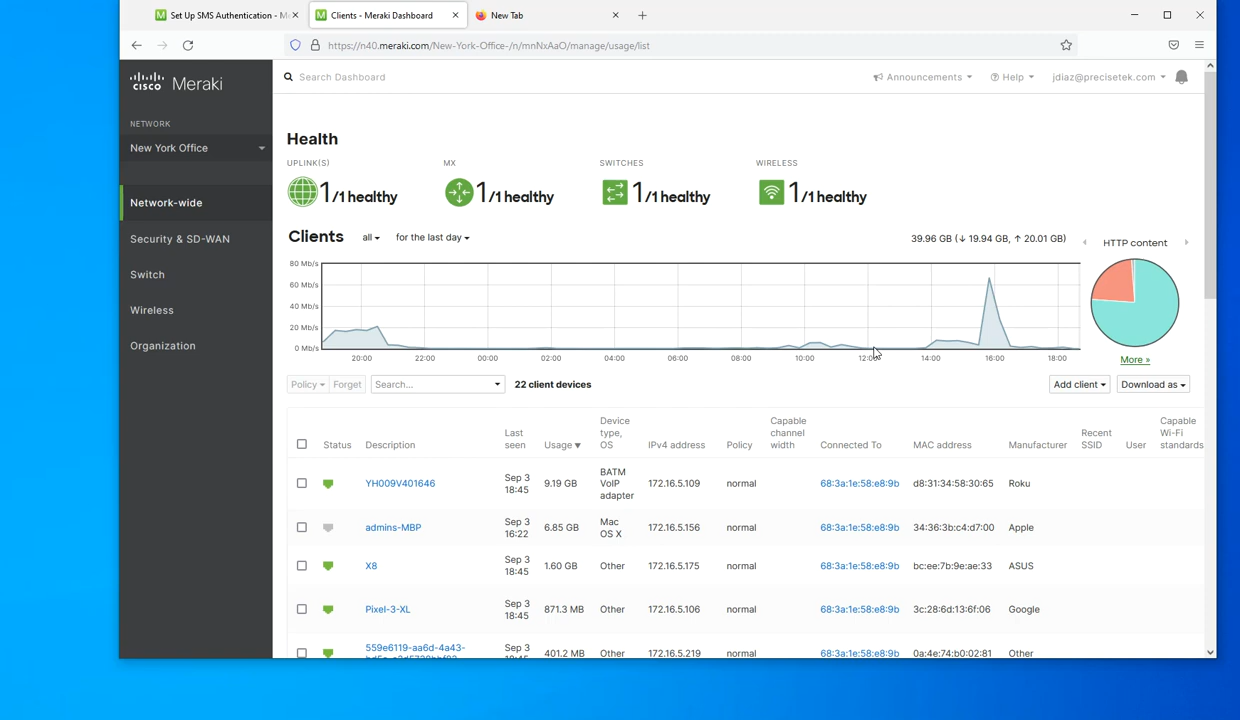 Set Up SMS Authentication - M
Clients - Meraki Dashboard
New Tab
https://n40.meraki.com/New-York-Office-/n/mnNxAaO/manage/usage/list
cisco Meraki
Search Dashboard
Announcements
Help
jdiaz@precisetek.com
NETWORK
New York Office
Network-wide
Security & SD-WAN
Switch
Wireless
Organization
Health
UPLINK(S)
MX
SWITCHES
WIRELESS
1/1 healthy
1/1 healthy
1/1 healthy
1/1 healthy
Clients all for the last day
39.96 GB (↓ 19.94 GB, ↑ 20.01 GB)
HTTP content
80 Mb/s
60 Mb/s
40 Mb/s
20 Mb/s
0 Mb/s
20:00 22:00 00:00 02:00 04:00 06:00 08:00 10:00 12:00 14:00 16:00 18:00
More »
Policy Forget Search... 22 client devices Add client Download as
Status Description Last seen Usage ▼ Device type, OS IPv4 address Policy Capable channel width Connected To MAC address Manufacturer Recent SSID User Capable Wi-Fi standards
YH009V401646 Sep 3 18:45 9.19 GB BATM VoIP adapter 172.16.5.109 normal 68:3a:1e:58:e8:9b d8:31:34:58:30:65 Roku
admins-MBP Sep 3 16:22 6.85 GB Mac OS X 172.16.5.156 normal 68:3a:1e:58:e8:9b 34:36:3b:c4:d7:00 Apple
X8 Sep 3 18:45 1.60 GB Other 172.16.5.175 normal 68:3a:1e:58:e8:9b bc:ee:7b:9e:ae:33 ASUS
Pixel-3-XL Sep 3 18:45 871.3 MB Other 172.16.5.106 normal 68:3a:1e:58:e8:9b 3c:28:6d:13:6f:06 Google
559e6119-aa6d-4a43- Sep 3 401.2 MB Other 172.16.5.219 normal 68:3a:1e:58:e8:9b 0a:4e:74:b0:02:81 Other